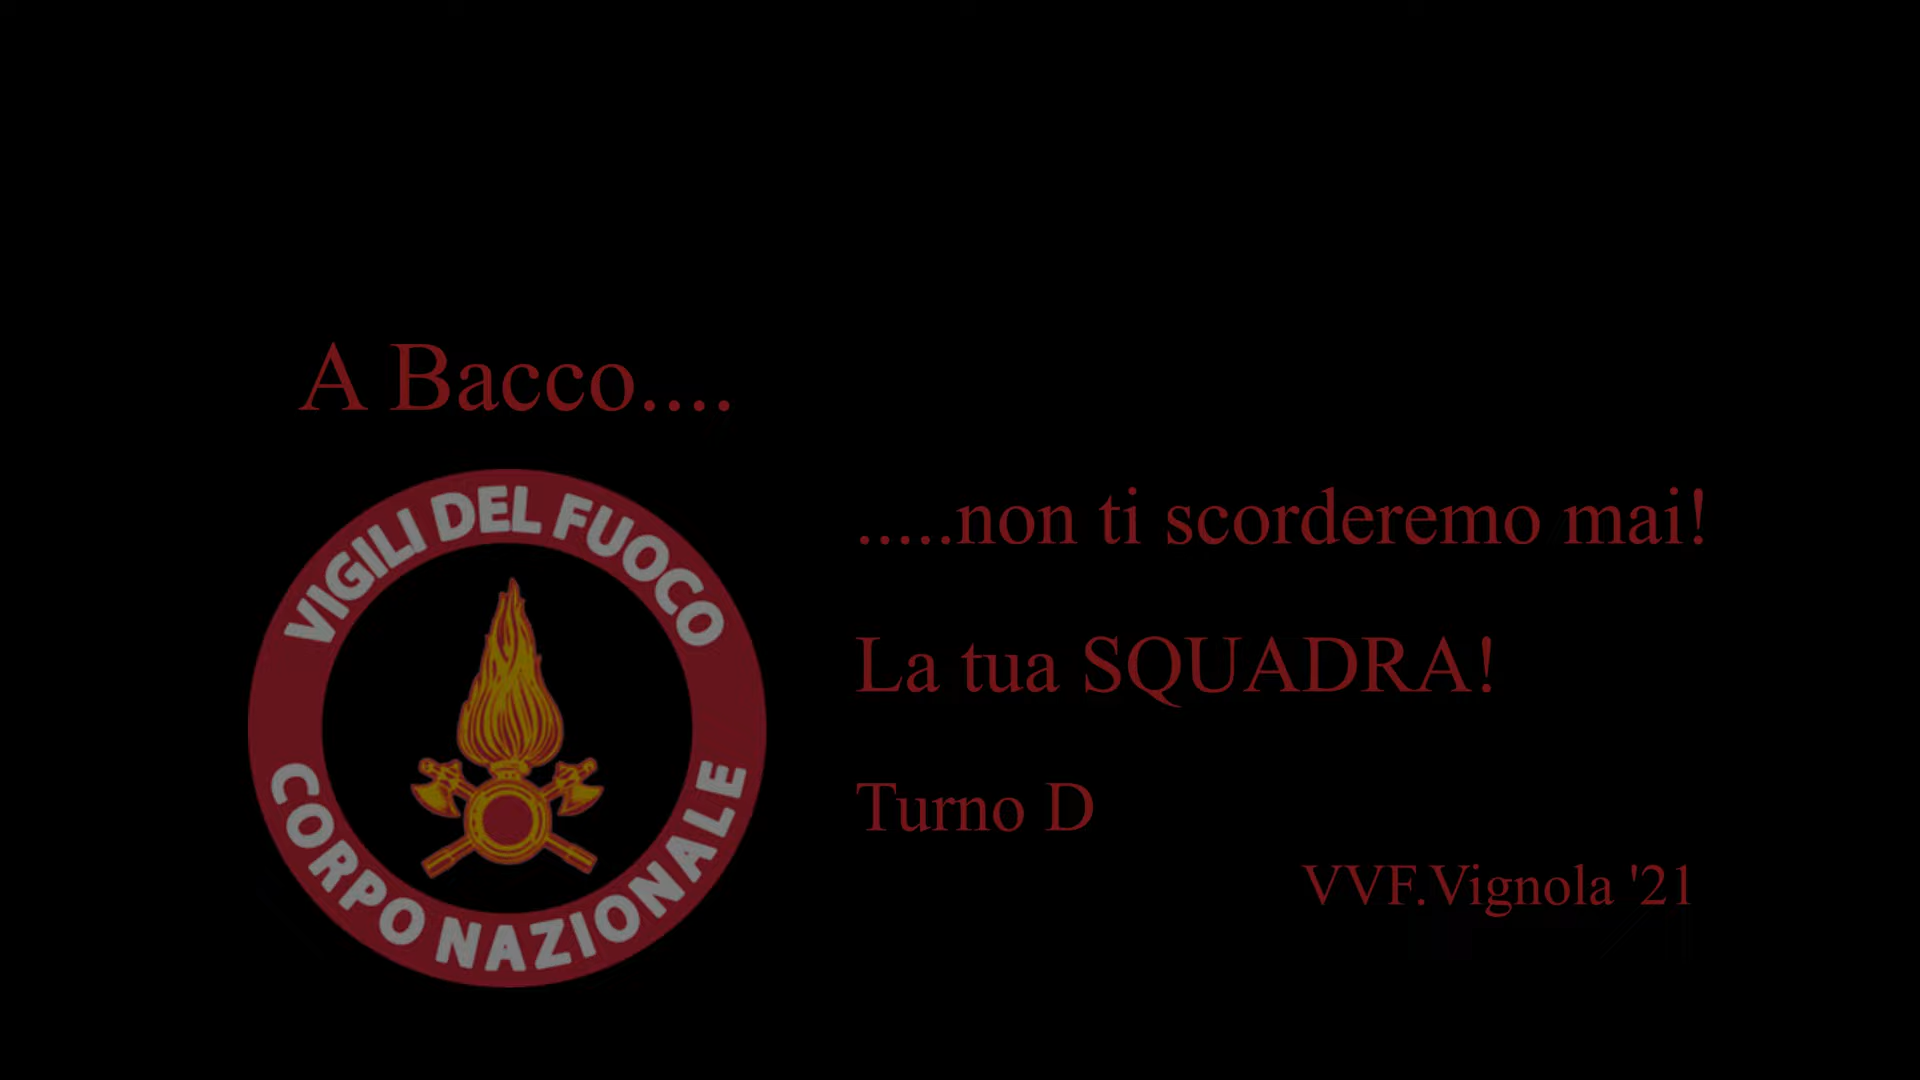 A Bacco....
VIGILI DEL FUOCO
CORPO NAZIONALE
.....non ti scorderemo mai!
La tua SQUADRA!
Turno D
VVF.Vignola '21